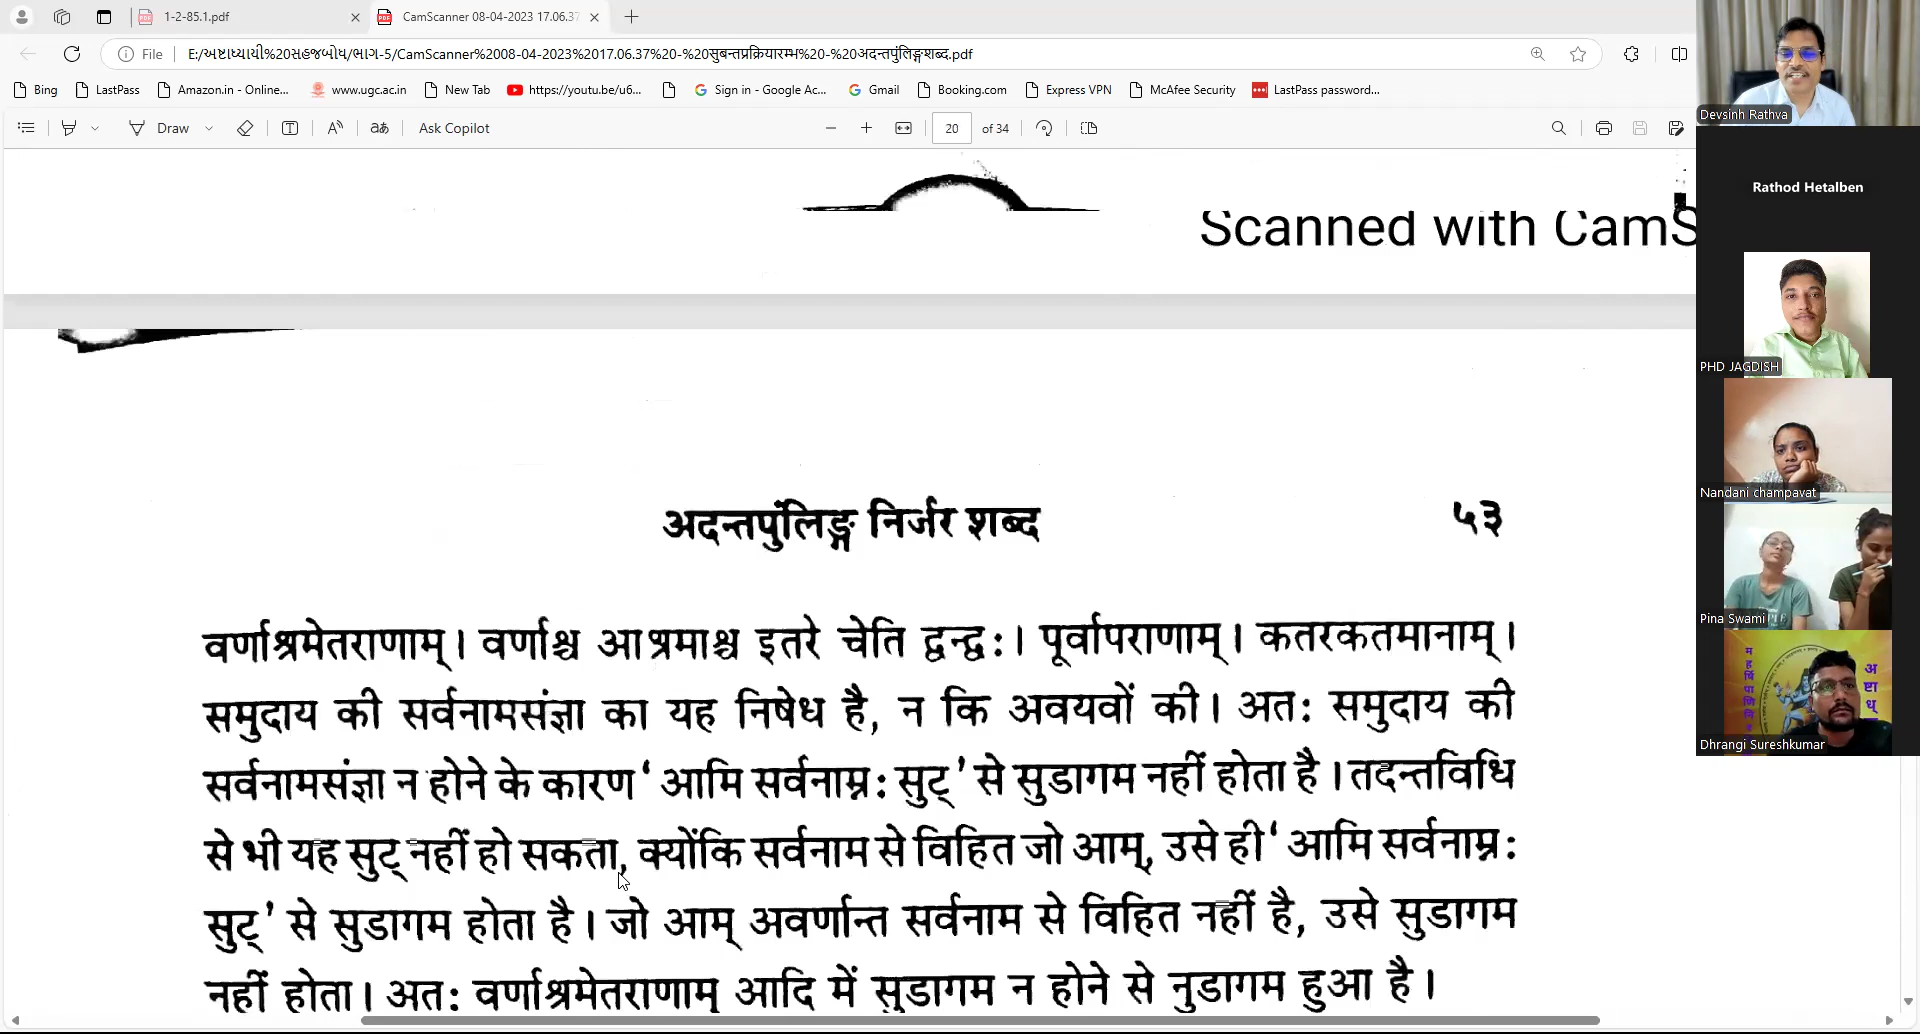 1-2-85.1.pdf
CamScanner 08-04-2023 17.06.37
File E:/અષ્ટાધ્યાયી%20સહજબોધ/ભાગ-5/CamScanner%2008-04-2023%2017.06.37%20-%20सुबन्तप्रक्रियारम्भ%20-%20अदन्तपुंलिङ्गशब्द.pdf
Bing LastPass Amazon.in - Online... www.ugc.ac.in New Tab https://youtu.be/u6... Sign in - Google Ac... Gmail Booking.com Express VPN McAfee Security LastPass password...
Draw Ask Copilot 20 of 34
Scanned with CamS
अदन्तपुंलिङ्ग निर्जर शब्द ५३
वर्णाश्रमेतराणाम्। वर्णाश्च आश्रमाश्च इतरे चेति द्वन्द्वः। पूर्वापराणाम्। कतरकतमानाम्।
समुदाय की सर्वनामसंज्ञा का यह निषेध है, न कि अवयवों की। अतः समुदाय की
सर्वनामसंज्ञा न होने के कारण ‘आमि सर्वनाम्नः सुट्’ से सुडागम नहीं होता है। तदन्तविधि
से भी यह सुट् नहीं हो सकता, क्योंकि सर्वनाम से विहित जो आम्, उसे ही ‘आमि सर्वनाम्नः
सुट्’ से सुडागम होता है। जो आम् अवर्णान्त सर्वनाम से विहित नहीं है, उसे सुडागम
नहीं होता। अतः वर्णाश्रमेतराणाम् आदि में सुडागम न होने से नुडागम हुआ है।
Devsinh Rathva
Rathod Hetalben
PHD JAGDISH
Nandani champavat
Pina Swami
महर्षिपाणिनि
अष्टाध्
Dhrangi Sureshkumar